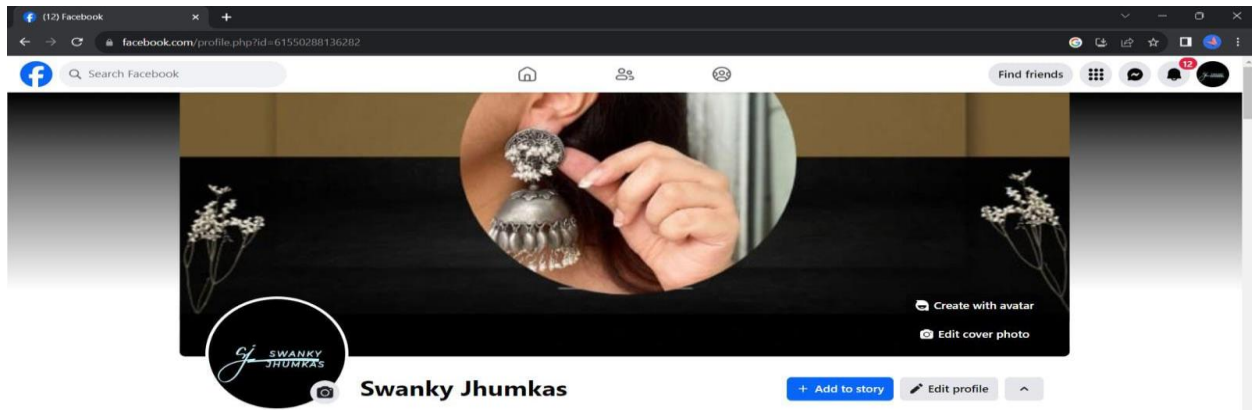 (12) Facebook
facebook.com/profile.php?id=61550288136282
Search Facebook
Find friends
12
Create with avatar
Edit cover photo
SJ SWANKY
JHUMKAS
Swanky Jhumkas
+ Add to story
Edit profile